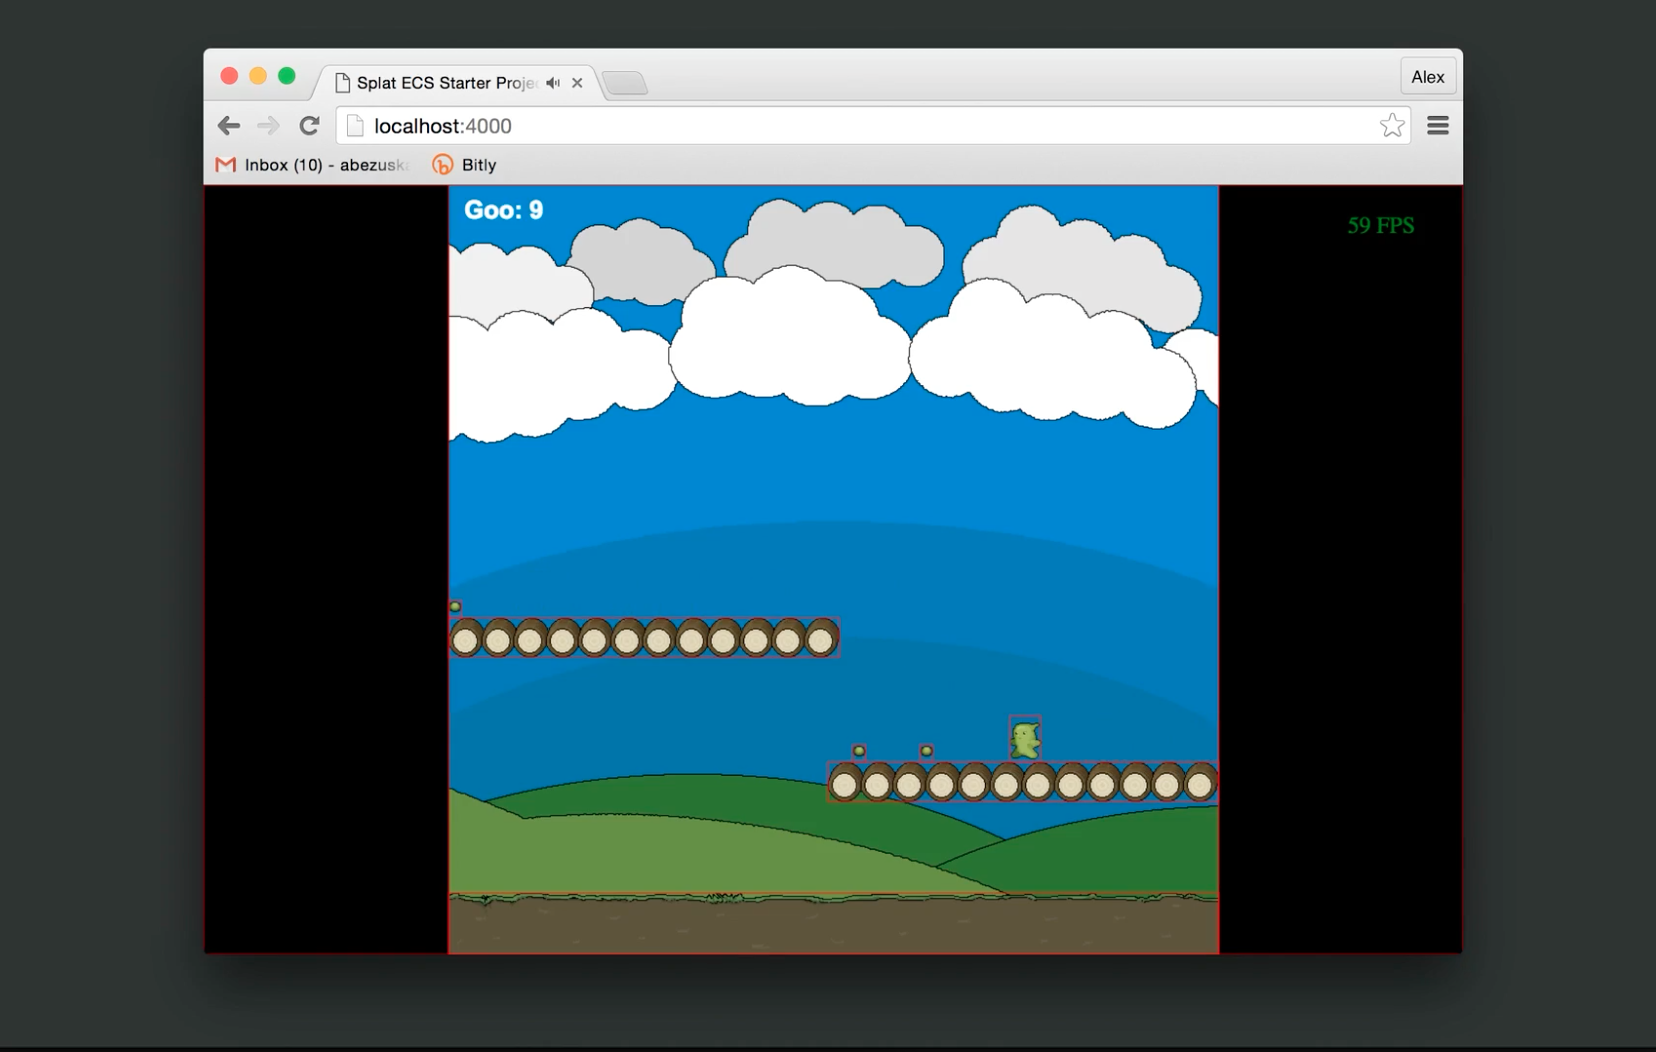 Splat ECS Starter Proje
Alex
localhost:4000
Inbox (10) - abezusk
Bitly
Goo: 9
59 FPS